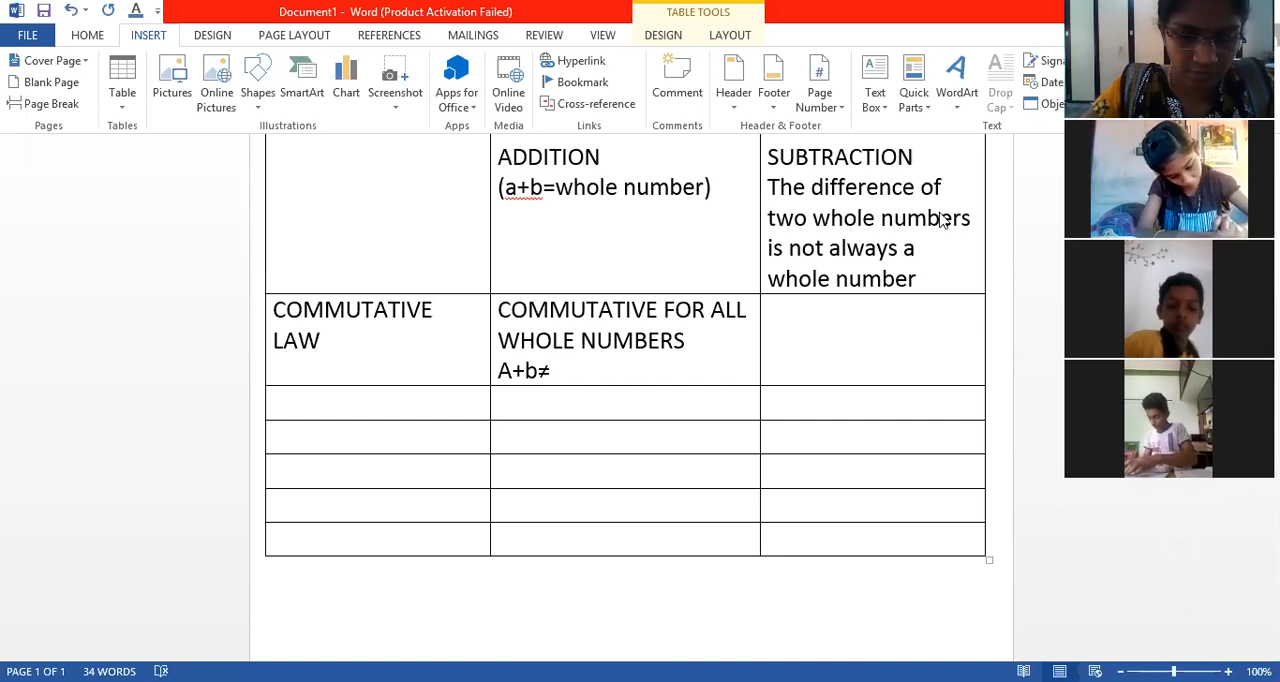 Document1 - Word (Product Activation Failed)
TABLE TOOLS
FILE
HOME
INSERT
DESIGN
PAGE LAYOUT
REFERENCES
MAILINGS
REVIEW
VIEW
DESIGN
LAYOUT
Cover Page
Blank Page
Page Break
Table
Pictures
Online
Pictures
Shapes
SmartArt
Chart
Screenshot
Apps for
Office
Online
Video
Hyperlink
Bookmark
Cross-reference
Comment
Header
Footer
Page
Number
Text
Box
Quick
Parts
WordArt
Drop
Cap
Signa
Date
Obje
Pages
Tables
Illustrations
Apps
Media
Links
Comments
Header & Footer
Text
ADDITION
(a+b=whole number)
SUBTRACTION
The difference of
two whole numbers
is not always a
whole number
COMMUTATIVE
LAW
COMMUTATIVE FOR ALL
WHOLE NUMBERS
A+b≠
PAGE 1 OF 1
34 WORDS
100%